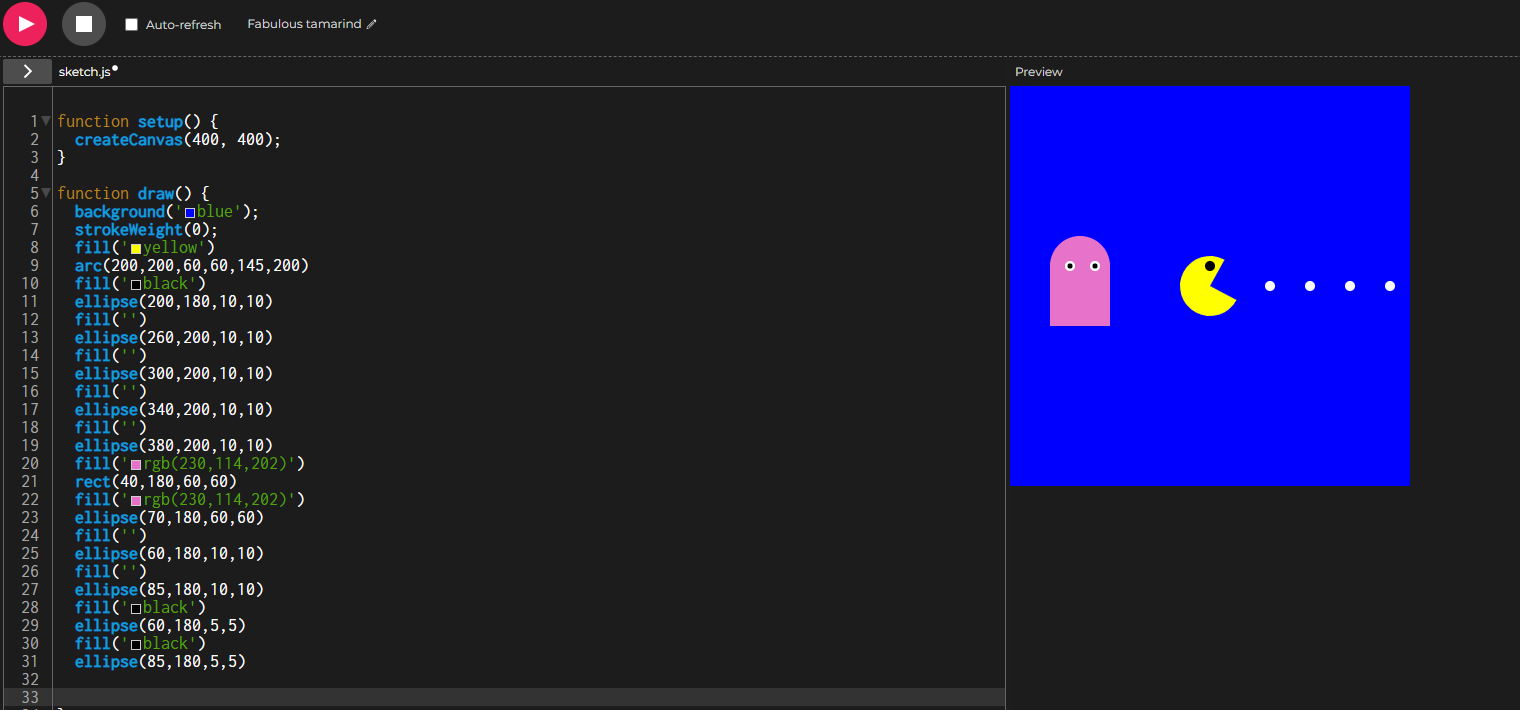 Auto-refresh Fabulous tamarind
sketch.js Preview
1 function setup() {
2 createCanvas(400, 400);
3 }
4
5 function draw() {
6 background('blue');
7 strokeWeight(0);
8 fill('yellow')
9 arc(200,200,60,60,145,200)
10 fill('black')
11 ellipse(200,180,10,10)
12 fill('')
13 ellipse(260,200,10,10)
14 fill('')
15 ellipse(300,200,10,10)
16 fill('')
17 ellipse(340,200,10,10)
18 fill('')
19 ellipse(380,200,10,10)
20 fill('rgb(230,114,202)')
21 rect(40,180,60,60)
22 fill('rgb(230,114,202)')
23 ellipse(70,180,60,60)
24 fill('')
25 ellipse(60,180,10,10)
26 fill('')
27 ellipse(85,180,10,10)
28 fill('black')
29 ellipse(60,180,5,5)
30 fill('black')
31 ellipse(85,180,5,5)
32
33